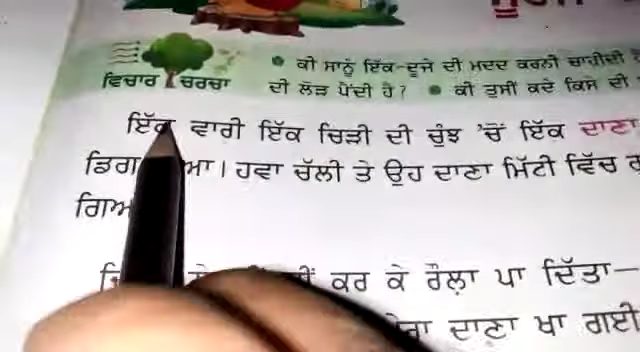 ਵਿਚਾਰ ਚਰਚਾ
• ਕੀ ਸਾਨੂੰ ਇੱਕ-ਦੂਜੇ ਦੀ ਮਦਦ ਕਰਨੀ ਚਾਹੀਦੀ
ਦੀ ਲੋੜ ਪੈਂਦੀ ਹੈ? • ਕੀ ਤੁਸੀਂ ਕਦੇ ਕਿਸੇ ਦੀ
ਇੱਕ ਵਾਰੀ ਇੱਕ ਚਿੜੀ ਦੀ ਚੁੰਝ 'ਚੋਂ ਇੱਕ ਦਾਣਾ
ਡਿਗ ਹਵਾ ਚੱਲੀ ਤੇ ਉਹ ਦਾਣਾ ਮਿੱਟੀ ਵਿੱਚ
ਕਰ ਕੇ ਰੌਲਾ ਪਾ ਦਿੱਤਾ—
ਦਾਣਾ ਖਾ ਗਈ